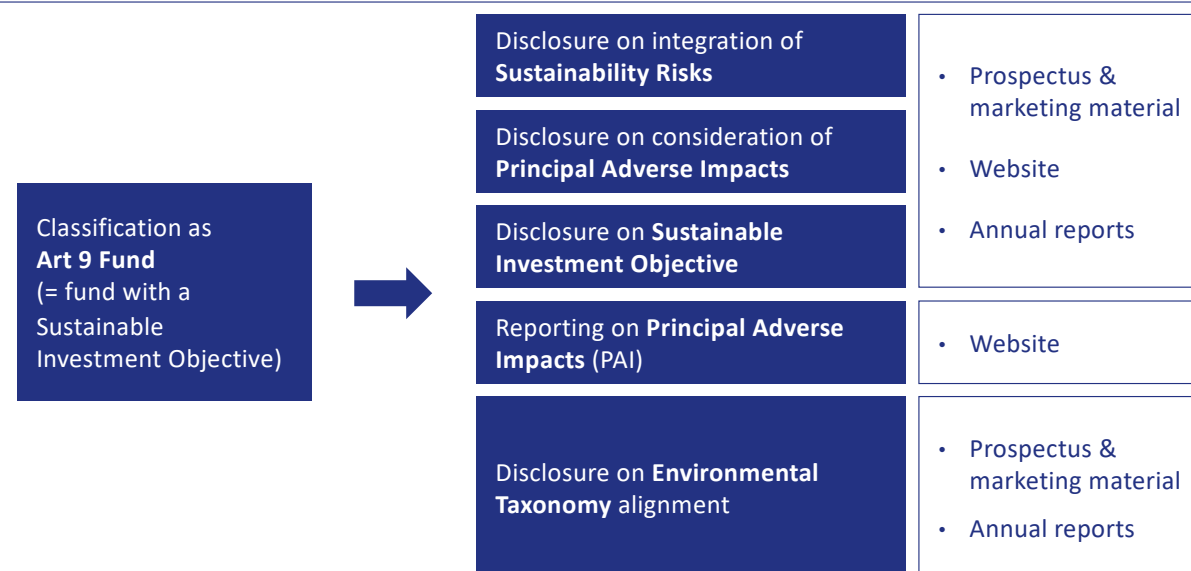 Classification as
Art 9 Fund
(= fund with a
Sustainable
Investment Objective)
Disclosure on integration of
Sustainability Risks
Disclosure on consideration of
Principal Adverse Impacts
Disclosure on Sustainable
Investment Objective
• Prospectus &
marketing material
• Website
• Annual reports
Reporting on Principal Adverse
Impacts (PAI)
• Website
Disclosure on Environmental
Taxonomy alignment
• Prospectus &
marketing material
• Annual reports